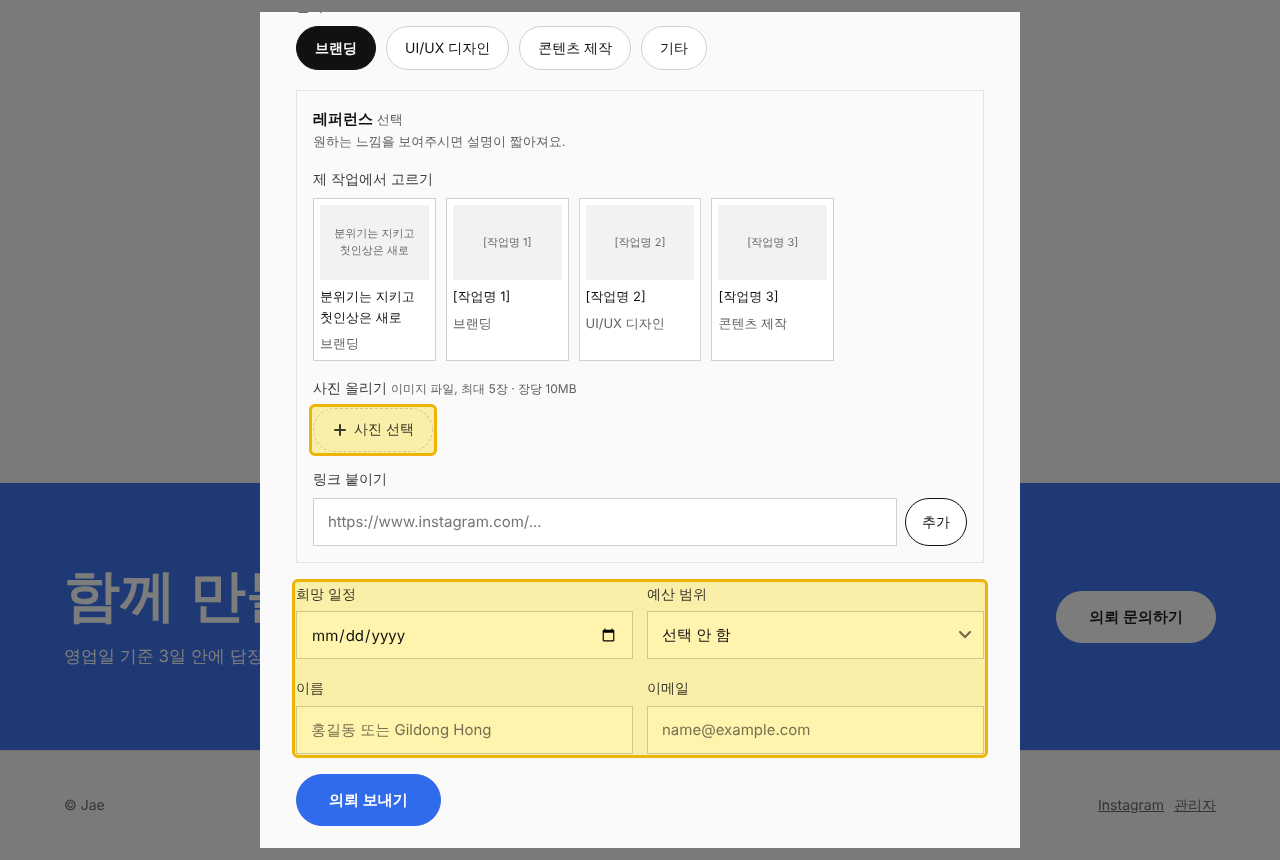 브랜딩 UI/UX 디자인 콘텐츠 제작 기타
레퍼런스 선택
원하는 느낌을 보여주시면 설명이 짧아져요.
제 작업에서 고르기
분위기는 지키고
첫인상은 새로
분위기는 지키고
첫인상은 새로
브랜딩
[작업명 1]
[작업명 1]
브랜딩
[작업명 2]
[작업명 2]
UI/UX 디자인
[작업명 3]
[작업명 3]
콘텐츠 제작
사진 올리기 이미지 파일, 최대 5장 · 장당 10MB
+ 사진 선택
링크 붙이기
https://www.instagram.com/...
추가
희망 일정
mm/dd/yyyy
예산 범위
선택 안 함
이름
홍길동 또는 Gildong Hong
이메일
name@example.com
의뢰 보내기
함께
영업일 기준 3일 안에
의뢰 문의하기
© Jae
Instagram 관리자